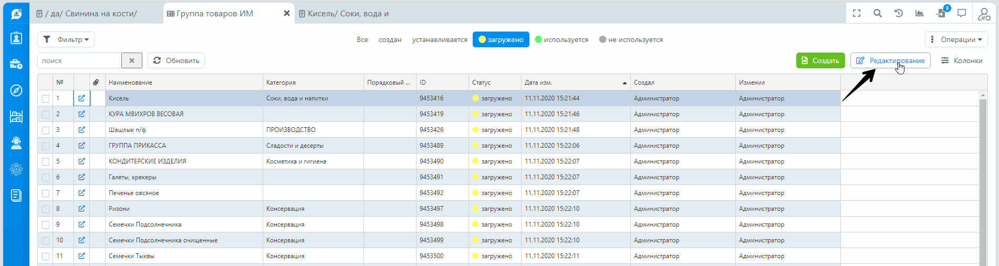 / да/ Свинина на кости/ Группа товаров ИМ Кисель/ Соки, вода и 9
Фильтр Все создан устанавливается загружено используется не используется Операции
поиск Обновить Создать Редактирование Колонки
№ Наименование Категория Порядковый ... ID Статус Дата изм. Создал Изменил
1 Кисель Соки, вода и напитки 9453416 загружено 11.11.2020 15:21:44 Администратор Администратор
2 КУРА МВИХРОВ ВЕСОВАЯ 9453419 загружено 11.11.2020 15:21:46 Администратор Администратор
3 Шашлык п/ф ПРОИЗВОДСТВО 9453426 загружено 11.11.2020 15:21:48 Администратор Администратор
4 ГРУППА ПРИКАССА Сладости и десерты 9453489 загружено 11.11.2020 15:22:06 Администратор Администратор
5 КОНДИТЕРСКИЕ ИЗДЕЛИЯ Косметика и гигиена 9453490 загружено 11.11.2020 15:22:07 Администратор Администратор
6 Галеты, крекеры 9453491 загружено 11.11.2020 15:22:07 Администратор Администратор
7 Печенье овсяное 9453492 загружено 11.11.2020 15:22:07 Администратор Администратор
8 Ризони Консервация 9453497 загружено 11.11.2020 15:22:10 Администратор Администратор
9 Семечки Подсолнечника Консервация 9453498 загружено 11.11.2020 15:22:10 Администратор Администратор
10 Семечки Подсолнечника очищенные Консервация 9453499 загружено 11.11.2020 15:22:10 Администратор Администратор
11 Семечки Тыквы Консервация 9453500 загружено 11.11.2020 15:22:11 Администратор Администратор